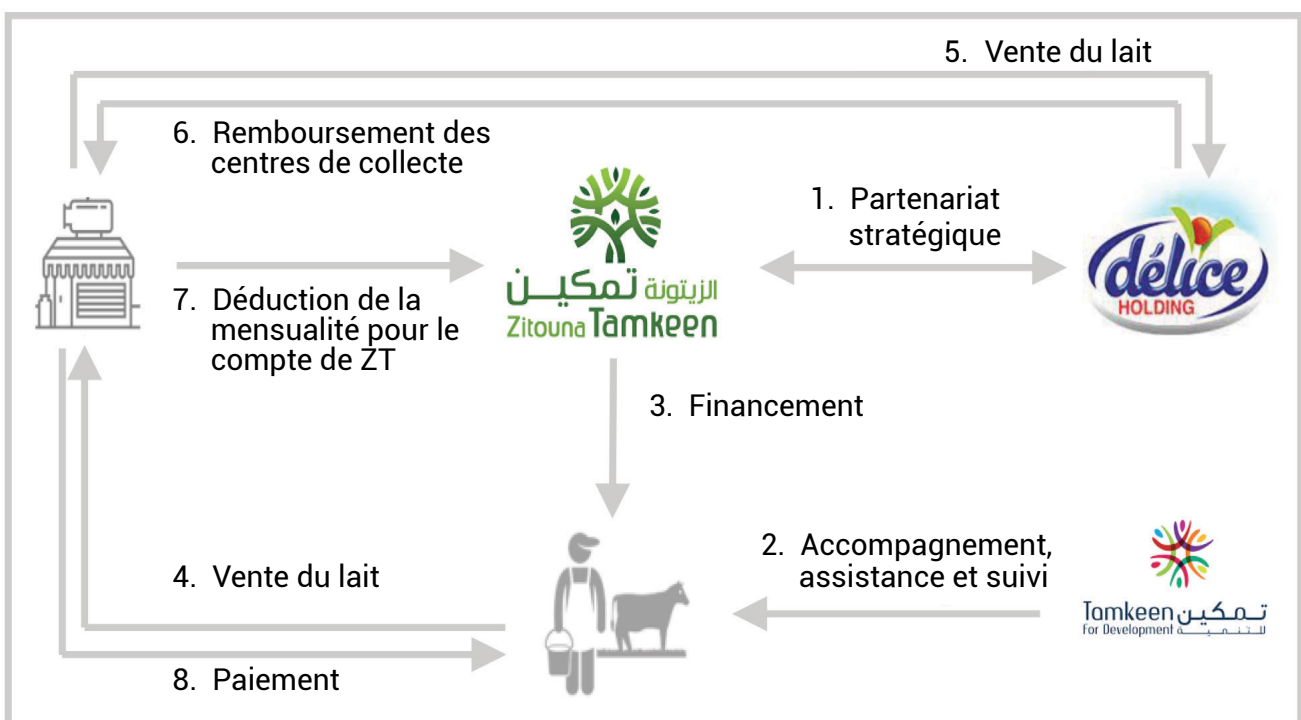 5. Vente du lait
6. Remboursement des
centres de collecte
1. Partenariat
stratégique
délice
HOLDING
الزيتونة تمكين
Zitouna Tamkeen
7. Déduction de la
mensualité pour le
compte de ZT
3. Financement
2. Accompagnement,
assistance et suivi
Tamkeen تمكين
For Development للتنمية
4. Vente du lait
8. Paiement